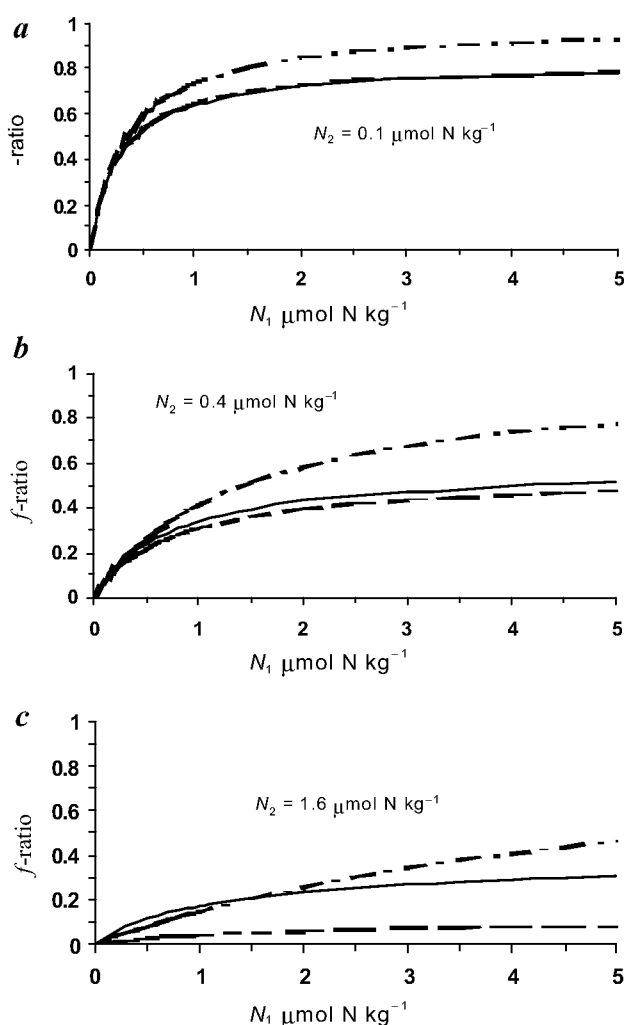 a
1
0.8
0.6
0.4
0.2
0
-ratio
N₂ = 0.1 μmol N kg⁻¹
0 1 2 3 4 5
N₁ μmol N kg⁻¹
b
1
0.8
0.6
0.4
0.2
0
f-ratio
N₂ = 0.4 μmol N kg⁻¹
0 1 2 3 4 5
N₁ μmol N kg⁻¹
c
1
0.8
0.6
0.4
0.2
0
f-ratio
N₂ = 1.6 μmol N kg⁻¹
0 1 2 3 4 5
N₁ μmol N kg⁻¹